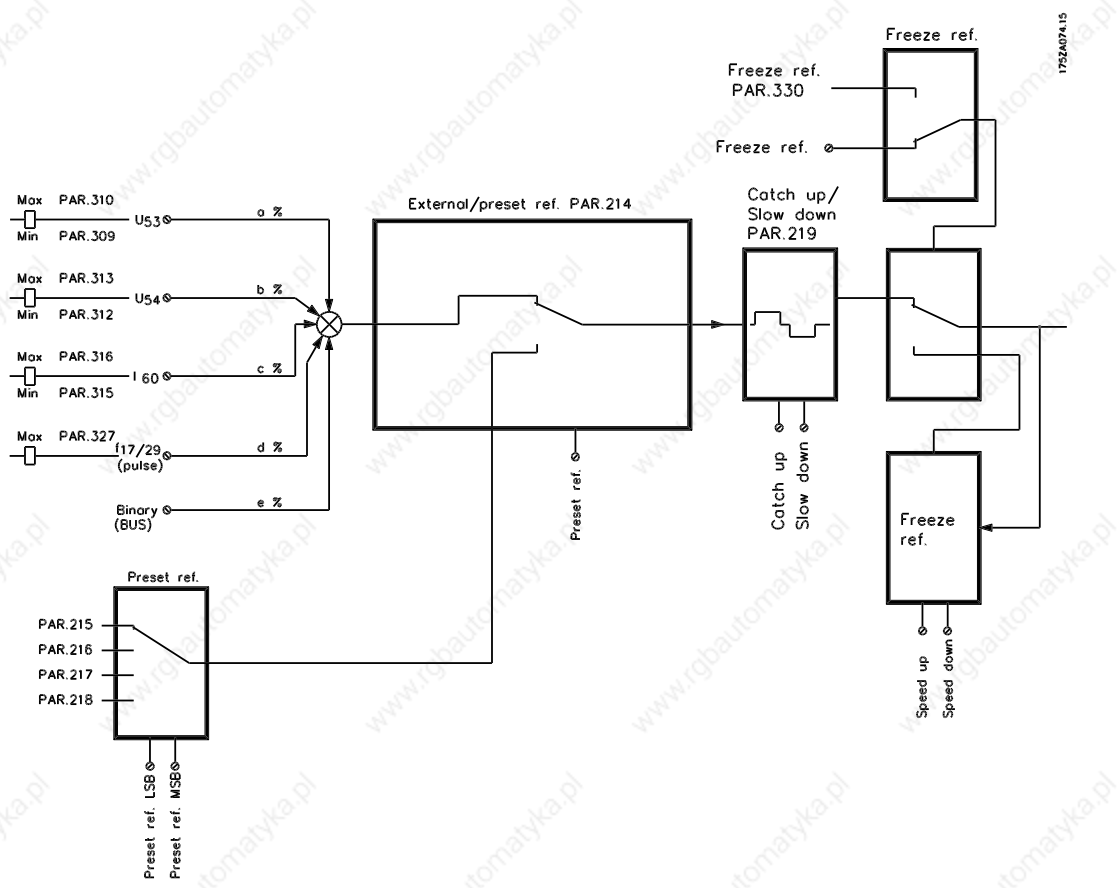 175ZA074.15
Freeze ref.
Freeze ref.
PAR.330
Freeze ref.
Max PAR.310
U53
a %
Min PAR.309
External/preset ref. PAR.214
Catch up/
Slow down
PAR.219
Max PAR.313
U54
b %
Min PAR.312
Max PAR.316
I 60
c %
Min PAR.315
Max PAR.327
f17/29
(pulse)
d %
Binary
(BUS)
e %
Preset ref.
Catch up
Slow down
Freeze
ref.
Speed up
Speed down
Preset ref.
PAR.215
PAR.216
PAR.217
PAR.218
Preset ref. LSB
Preset ref. MSB
www.rgbautomatyka.pl